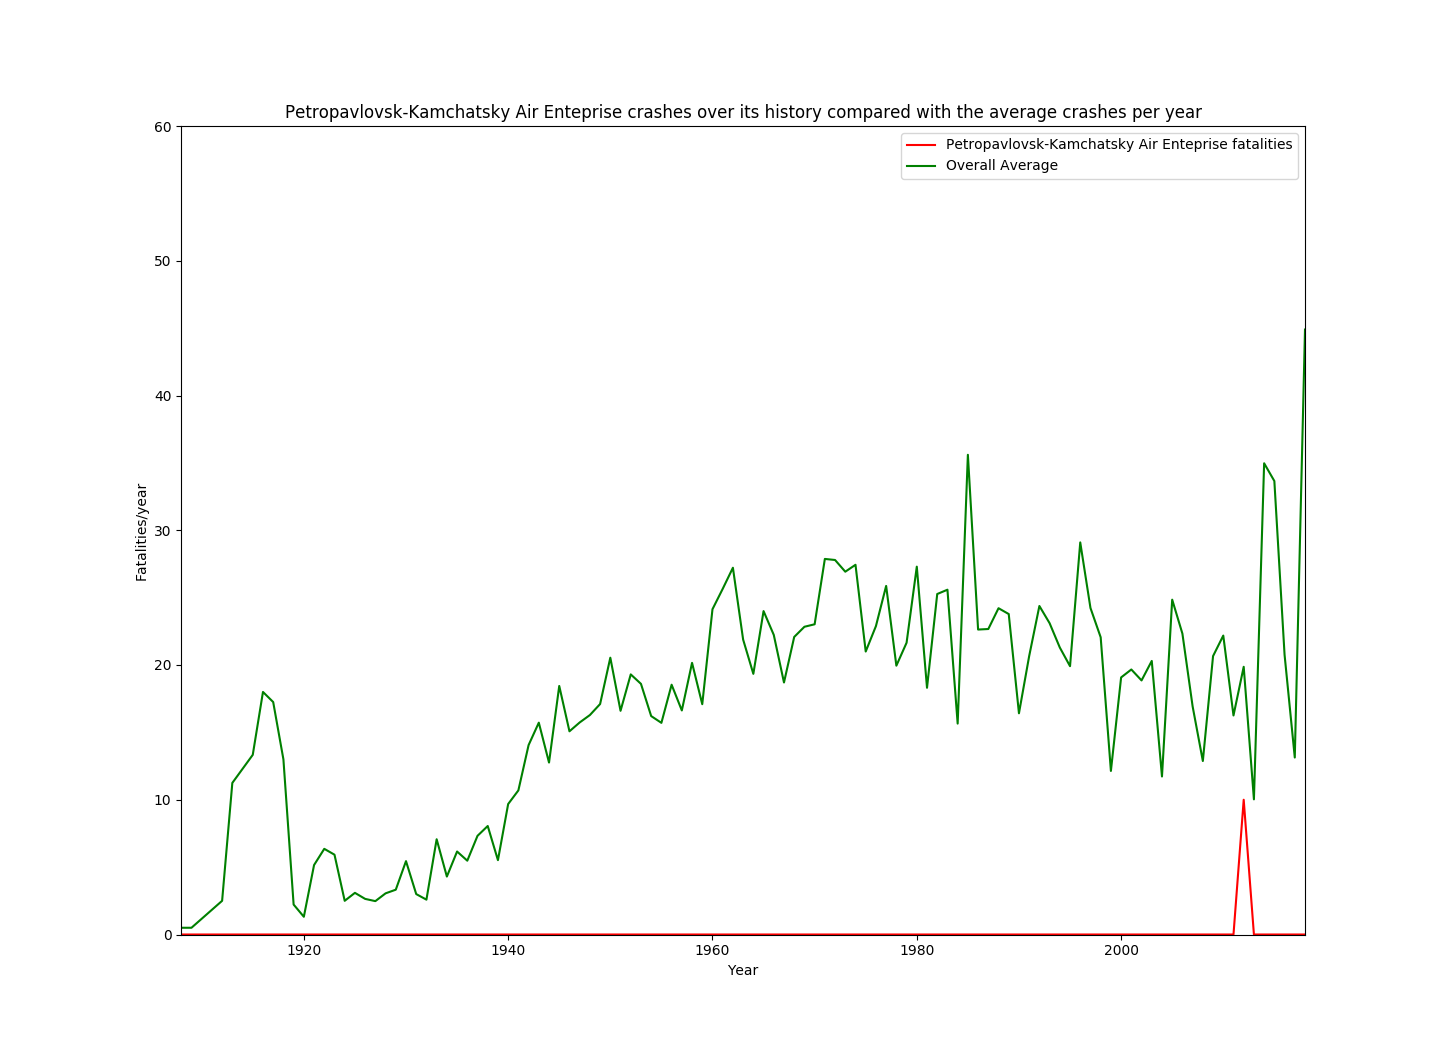 Petropavlovsk-Kamchatsky Air Enteprise crashes over its history compared with the average crashes per year
Petropavlovsk-Kamchatsky Air Enteprise fatalities
Overall Average
60
50
40
30
20
10
0
Fatalities/year
1920
1940
1960
1980
2000
Year